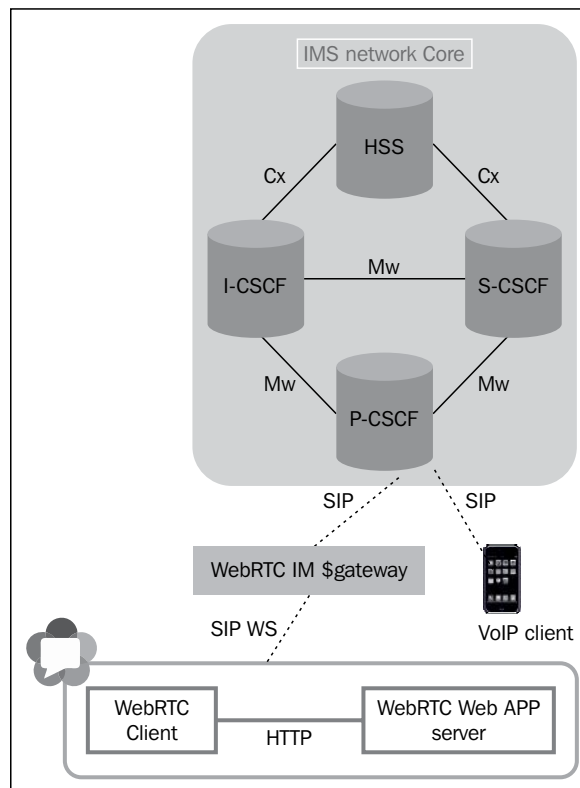 IMS network Core
HSS
Cx
Cx
I-CSCF
Mw
S-CSCF
Mw
Mw
P-CSCF
SIP
SIP
WebRTC IM $gateway
SIP WS
VoIP client
WebRTC
Client
HTTP
WebRTC Web APP
server